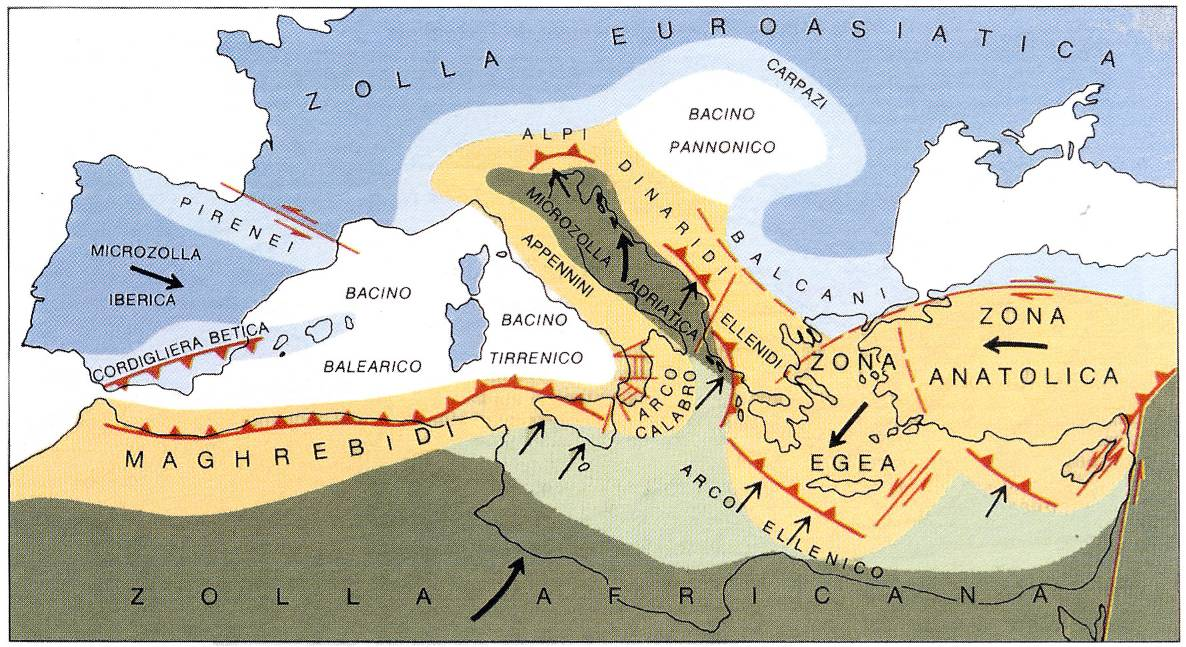 ZOLLA EUROASIATICA
CARPAZI
BACINO
PANNONICO
ALPI
DINARIDI
PIRENEI
MICROZOLLA
IBERICA
MICROZOLLA ADRIATICA
BALCANI
APPENNINI
BACINO
BALEARICO
BACINO
TIRRENICO
CORDIGLIERA BETICA
ELLENIDI
ZONA
ANATOLICA
ZONA
EGEA
ARCO
CALABRO
MAGHREBIDI
ARCO
ELLENICO
ZOLLA AFRICANA